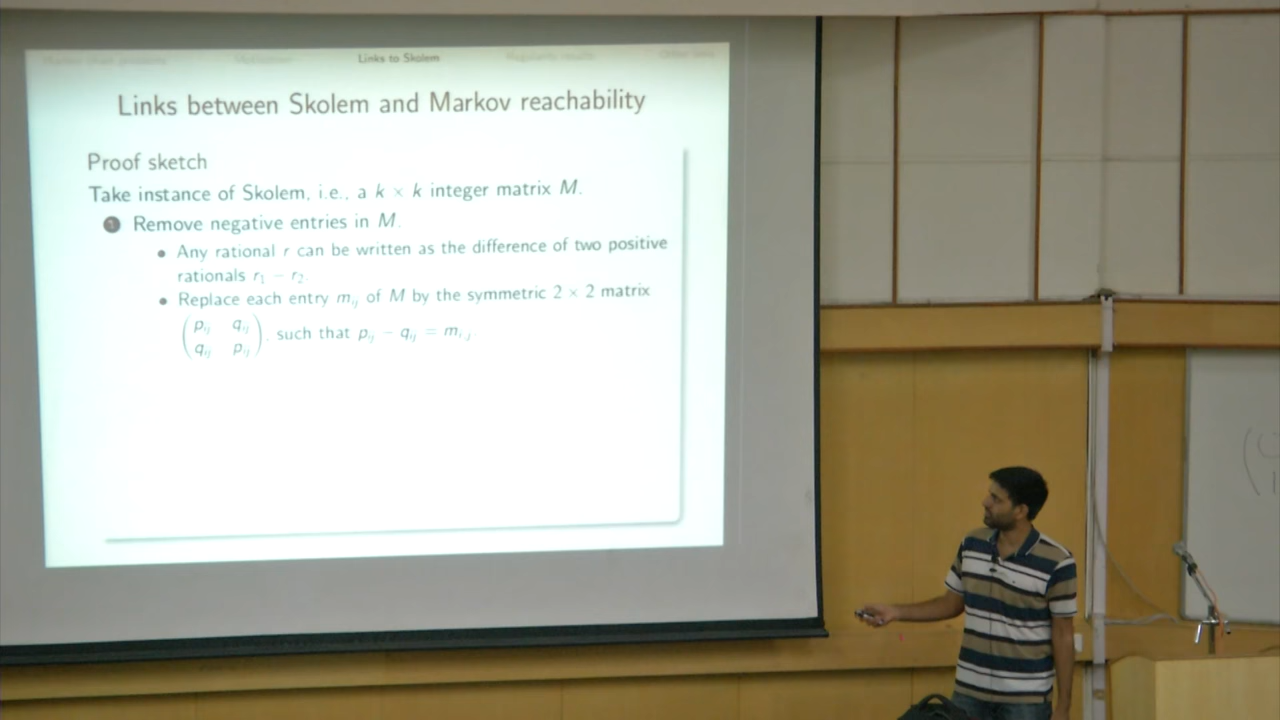 Links to Skolem
Links between Skolem and Markov reachability
Proof sketch
Take instance of Skolem, i.e., a k × k integer matrix M.
1 Remove negative entries in M.
• Any rational r can be written as the difference of two positive
rationals r₁ − r₂.
• Replace each entry mᵢⱼ of M by the symmetric 2 × 2 matrix
(pᵢⱼ qᵢⱼ
qᵢⱼ pᵢⱼ), such that pᵢⱼ − qᵢⱼ = mᵢ,ⱼ